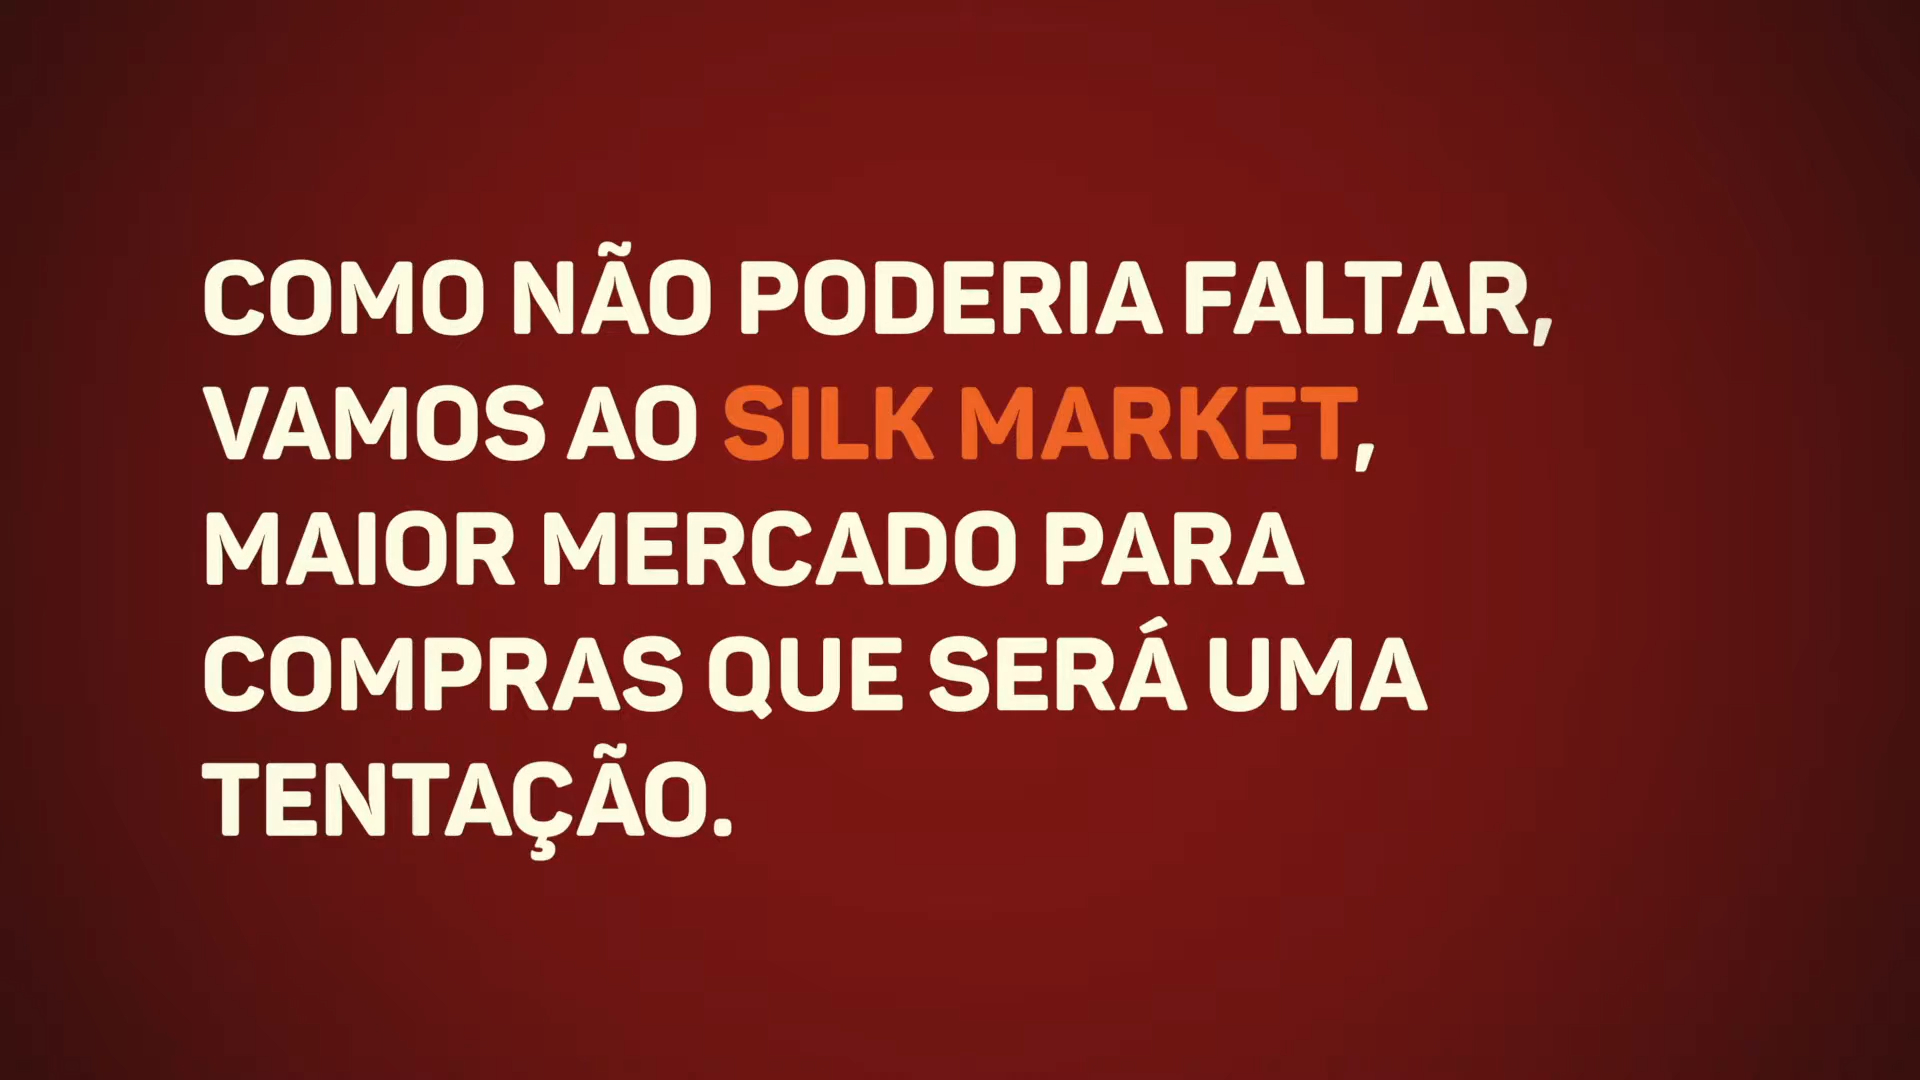 COMO NÃO PODERIA FALTAR,
VAMOS AO SILK MARKET,
MAIOR MERCADO PARA
COMPRAS QUE SERÁ UMA
TENTAÇÃO.